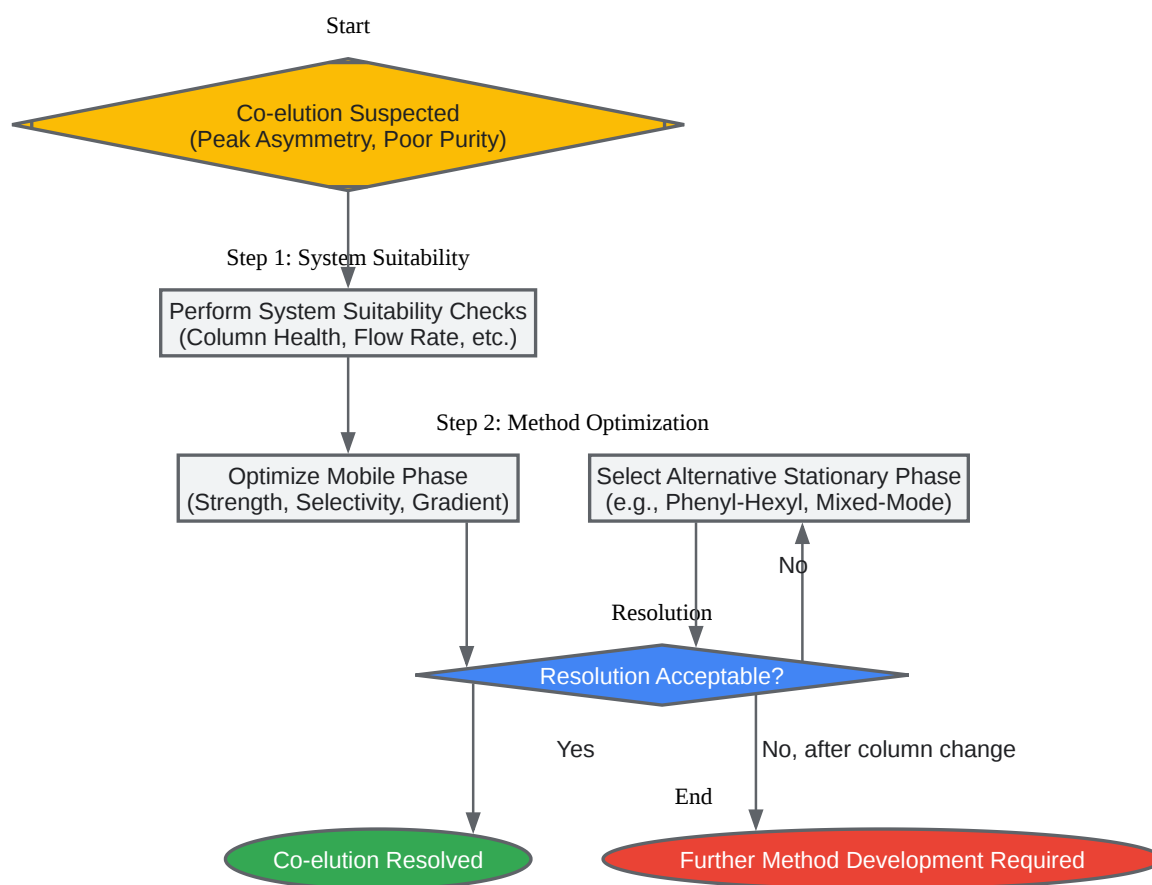 Start
Co-elution Suspected
(Peak Asymmetry, Poor Purity)
Step 1: System Suitability
Perform System Suitability Checks
(Column Health, Flow Rate, etc.)
Step 2: Method Optimization
Optimize Mobile Phase
(Strength, Selectivity, Gradient)
Select Alternative Stationary Phase
(e.g., Phenyl-Hexyl, Mixed-Mode)
No
Resolution
Resolution Acceptable?
Yes
No, after column change
End
Co-elution Resolved
Further Method Development Required